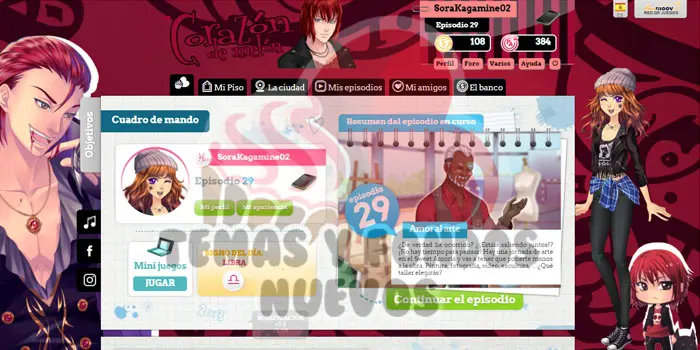 SoraKagamine02
Episodio 29
108
384
Perfil
Foro
Varios
Ayuda
ES
RED DE JUEGOS
Corazón
de melón
Mi Piso
La ciudad
Mis episodios
Mi amigos
El banco
Objetivos
Cuadro de mando
Resumen del episodio en curso
SoraKagamine02
Episodio 29
Mi perfil
Mi apartamento
Mini juegos
JUGAR
SIGNO DEL DÍA:
LIBRA
episodio
29
Amor al arte
¿De verdad ha ocurrido? ¿¡Estáis saliendo juntos!?
¡No hay tiempo para pensar! Hay una jornada de arte
en el Sweet Amoris y vas a tener que ponerte manos
a la obra. Pintura, fotografía, vídeo, escultura... ¿Qué
taller elegirás?
Continuar el episodio
TEMAS Y
NUEVOS